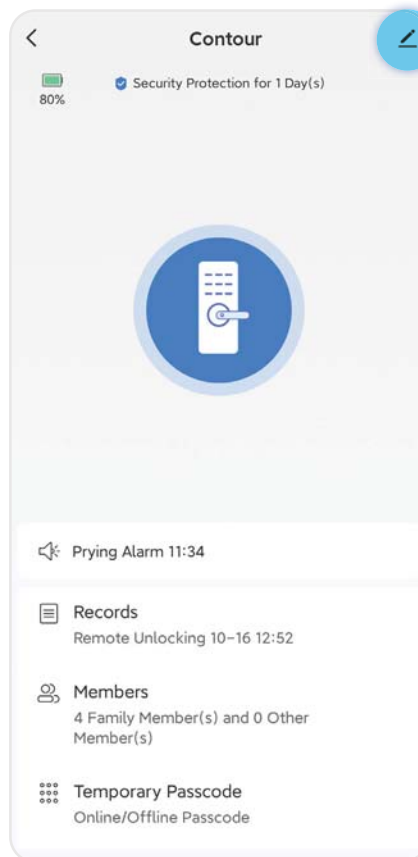 Contour
80%
Security Protection for 1 Day(s)
Prying Alarm 11:34
Records
Remote Unlocking 10-16 12:52
Members
4 Family Member(s) and 0 Other
Member(s)
Temporary Passcode
Online/Offline Passcode